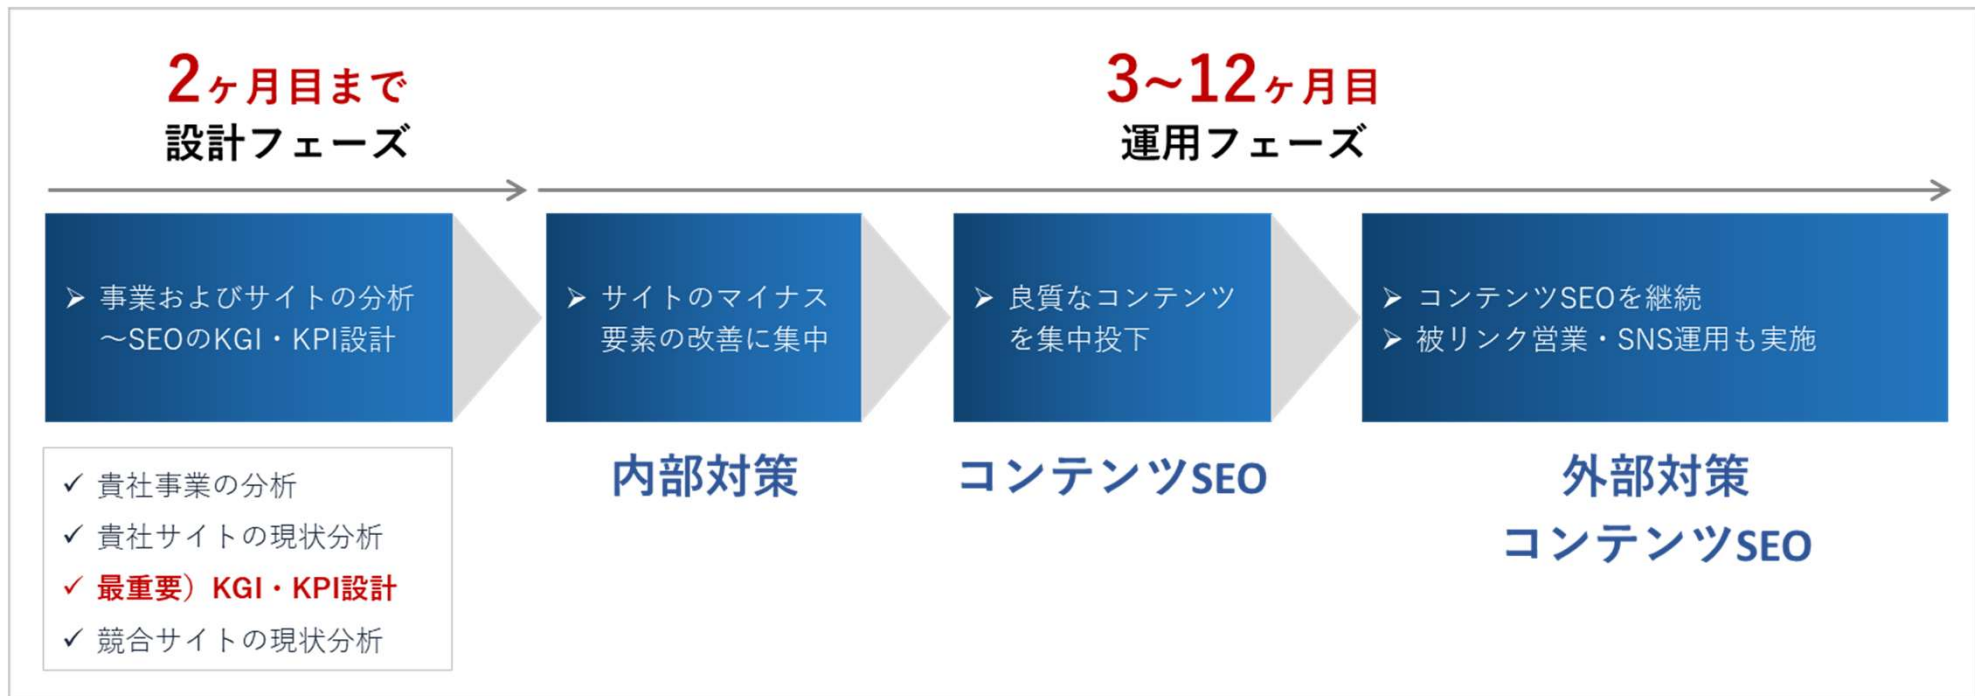 2ヶ月目まで
設計フェーズ
3~12ヶ月目
運用フェーズ
➢ 事業およびサイトの分析
～SEOのKGI・KPI設計
➢ サイトのマイナス
要素の改善に集中
➢ 良質なコンテンツ
を集中投下
➢ コンテンツSEOを継続
➢ 被リンク営業・SNS運用も実施
✓ 貴社事業の分析
✓ 貴社サイトの現状分析
✓ 最重要）KGI・KPI設計
✓ 競合サイトの現状分析
内部対策
コンテンツSEO
外部対策
コンテンツSEO